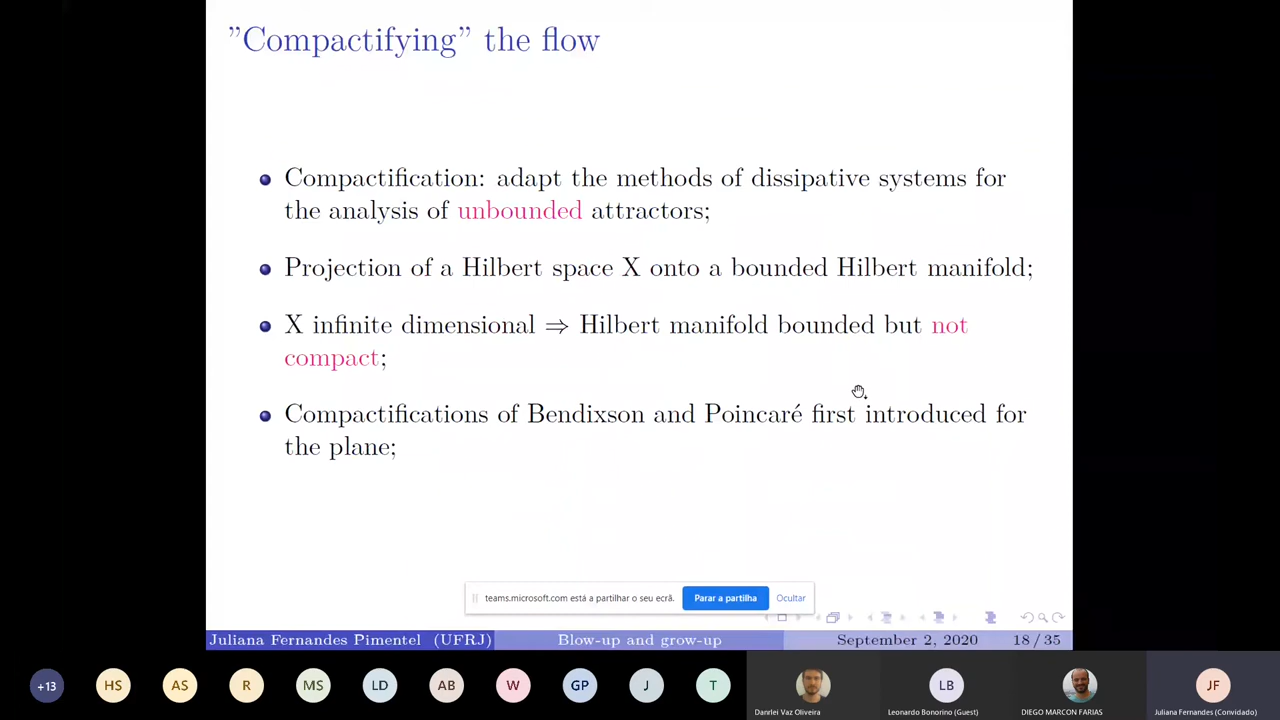 ”Compactifying” the flow
Compactification: adapt the methods of dissipative systems for
the analysis of unbounded attractors;
Projection of a Hilbert space X onto a bounded Hilbert manifold;
X infinite dimensional ⇒ Hilbert manifold bounded but not
compact;
Compactifications of Bendixson and Poincaré first introduced for
the plane;
teams.microsoft.com está a partilhar o seu ecrã. Parar a partilha Ocultar
Juliana Fernandes Pimentel (UFRJ) Blow-up and grow-up September 2, 2020 18 / 35
+13 HS AS R MS LD AB W GP J T LB JF
Danrlei Vaz Oliveira Leonardo Bonorino (Guest) DIEGO MARCON FARIAS Juliana Fernandes (Convidado)